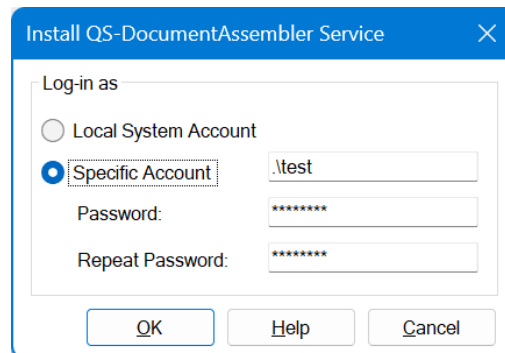 Install QS-DocumentAssembler Service
Log-in as
Local System Account
Specific Account .\test
Password: ********
Repeat Password: ********
OK Help Cancel